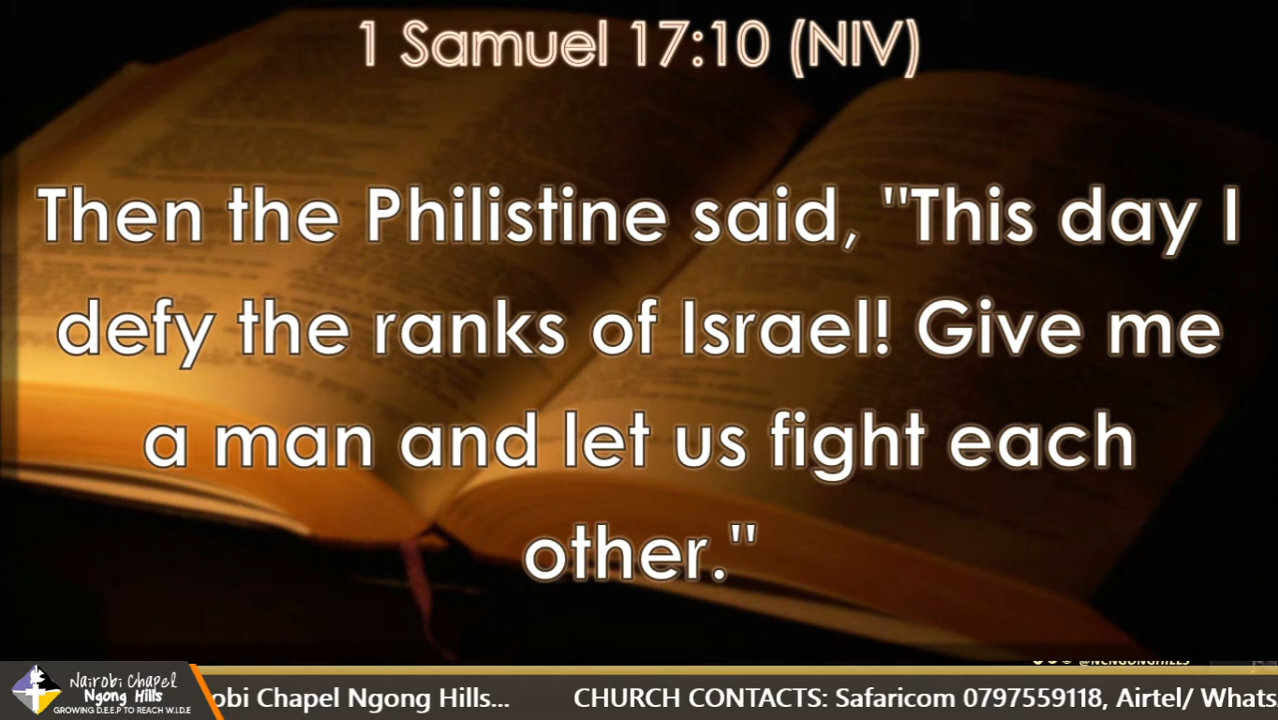 1 Samuel 17:10 (NIV)
Then the Philistine said, "This day I
defy the ranks of Israel! Give me
a man and let us fight each
other."
@NCNGONGHILLS
Nairobi Chapel
Ngong Hills
GROWING D.E.E.P TO REACH W.I.D.E
obi Chapel Ngong Hills... CHURCH CONTACTS: Safaricom 0797559118, Airtel/ Whats